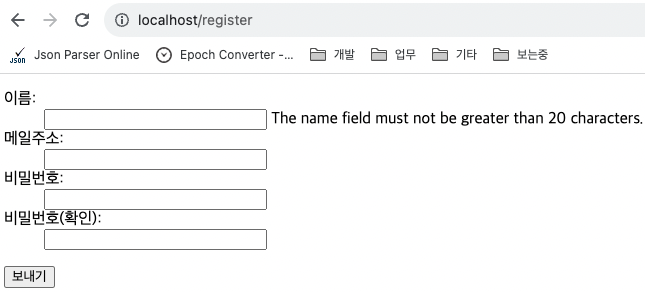 localhost/register
JSON Json Parser Online Epoch Converter -... 개발 업무 기타 보는중
이름:
The name field must not be greater than 20 characters.
메일주소:
비밀번호:
비밀번호(확인):
보내기